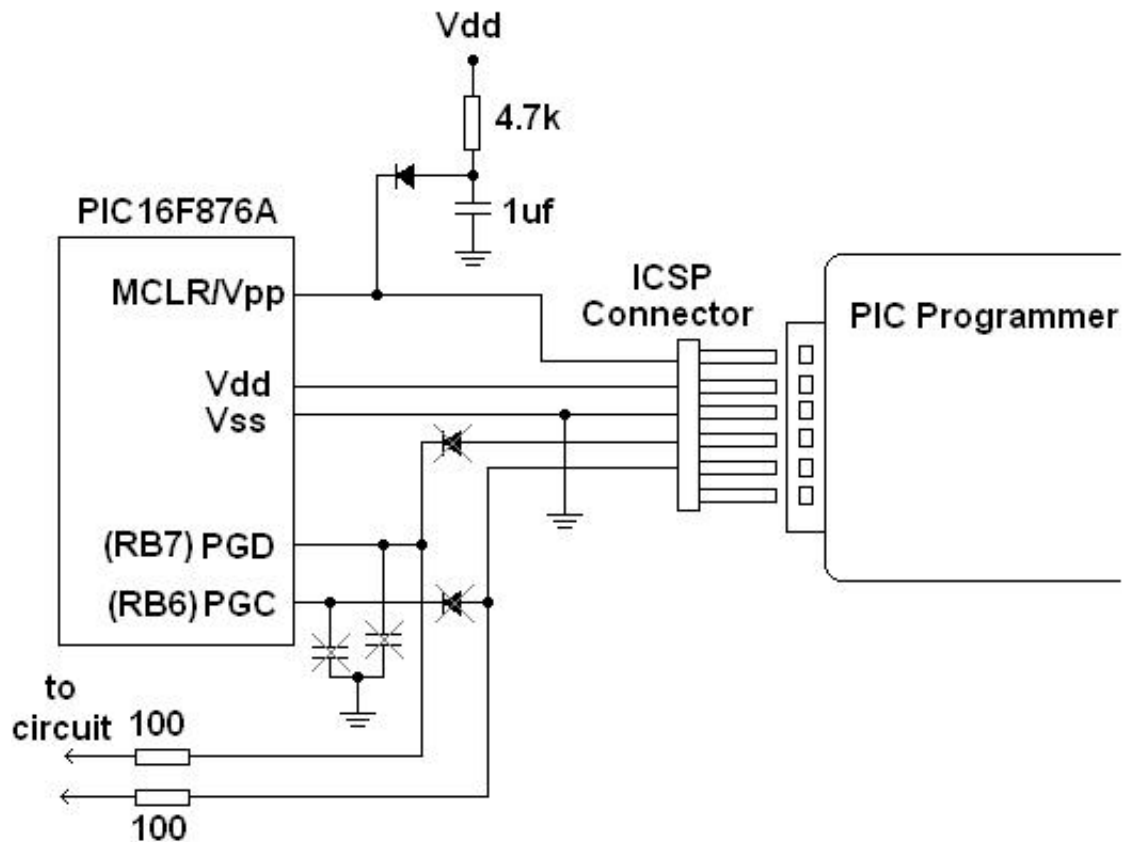 Vdd
4.7k
1uf
PIC16F876A
MCLR/Vpp
ICSP
Connector
PIC Programmer
Vdd
Vss
(RB7) PGD
(RB6) PGC
to
circuit
100
100